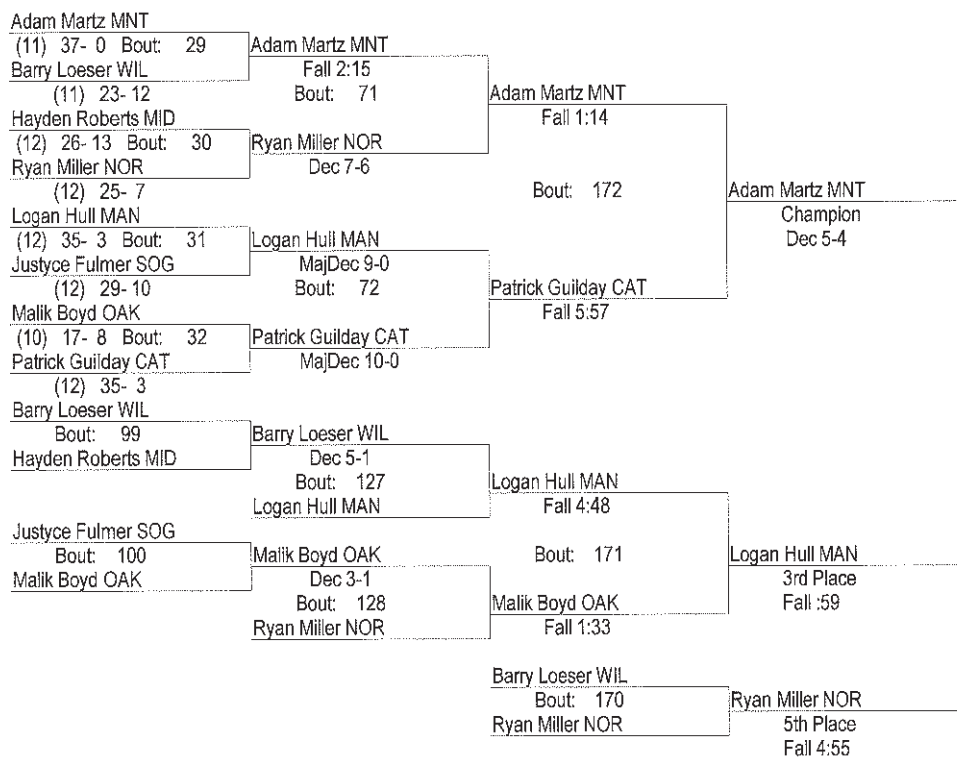 Adam Martz MNT
(11) 37- 0 Bout: 29
Barry Loeser WIL
(11) 23- 12
Hayden Roberts MID
(12) 26- 13 Bout: 30
Ryan Miller NOR
(12) 25- 7
Logan Hull MAN
(12) 35- 3 Bout: 31
Justyce Fulmer SOG
(12) 29- 10
Malik Boyd OAK
(10) 17- 8 Bout: 32
Patrick Guilday CAT
(12) 35- 3
Adam Martz MNT
Fall 2:15
Bout: 71
Ryan Miller NOR
Dec 7-6
Logan Hull MAN
MajDec 9-0
Bout: 72
Patrick Guilday CAT
MajDec 10-0
Adam Martz MNT
Fall 1:14
Bout: 172
Patrick Guilday CAT
Fall 5:57
Adam Martz MNT
Champion
Dec 5-4
Barry Loeser WIL
Bout: 99
Hayden Roberts MID
Justyce Fulmer SOG
Bout: 100
Malik Boyd OAK
Barry Loeser WIL
Dec 5-1
Bout: 127
Logan Hull MAN
Malik Boyd OAK
Dec 3-1
Bout: 128
Ryan Miller NOR
Logan Hull MAN
Fall 4:48
Bout: 171
Malik Boyd OAK
Fall 1:33
Logan Hull MAN
3rd Place
Fall :59
Barry Loeser WIL
Bout: 170
Ryan Miller NOR
Ryan Miller NOR
5th Place
Fall 4:55